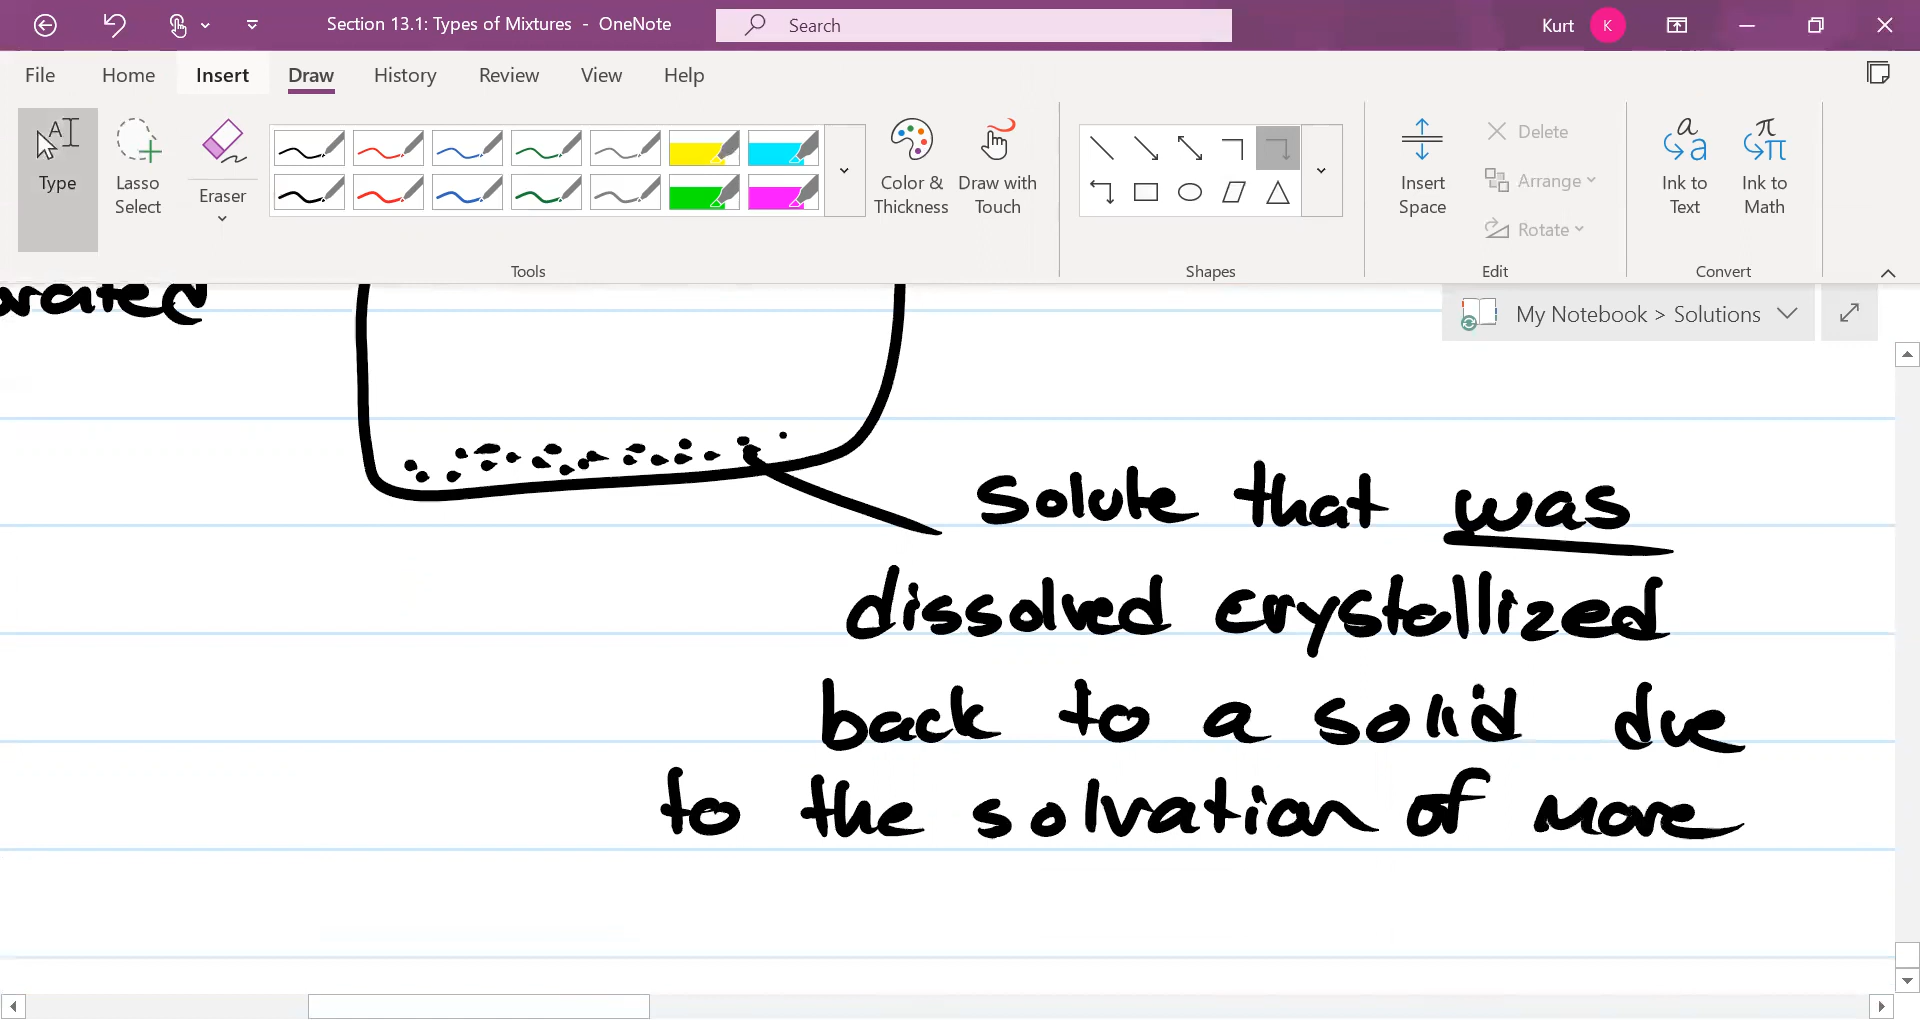 Section 13.1: Types of Mixtures - OneNote
Search
Kurt
K
File Home Insert Draw History Review View Help
Type
Lasso
Select
Eraser
Color &
Thickness
Draw with
Touch
Insert
Space
Delete
Arrange
Rotate
Ink to
Text
Ink to
Math
Tools
Shapes
Edit
Convert
My Notebook > Solutions
solute that was
dissolved crystallized
back to a solid due
to the solvation of more